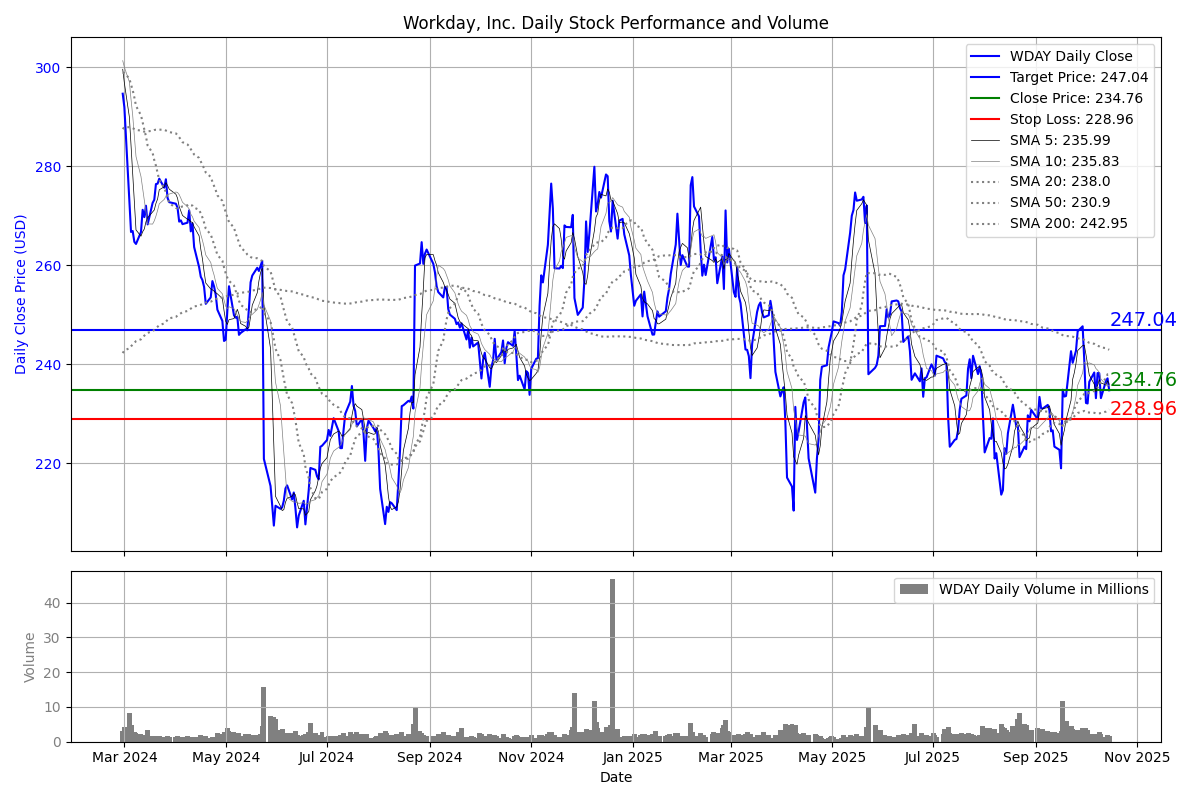 Workday, Inc. Daily Stock Performance and Volume
Daily Close Price (USD)
300
280
260
240
220
WDAY Daily Close
Target Price: 247.04
Close Price: 234.76
Stop Loss: 228.96
SMA 5: 235.99
SMA 10: 235.83
SMA 20: 238.0
SMA 50: 230.9
SMA 200: 242.95
247.04
234.76
228.96
Volume
40
30
20
10
0
WDAY Daily Volume in Millions
Mar 2024 May 2024 Jul 2024 Sep 2024 Nov 2024 Jan 2025 Mar 2025 May 2025 Jul 2025 Sep 2025 Nov 2025
Date